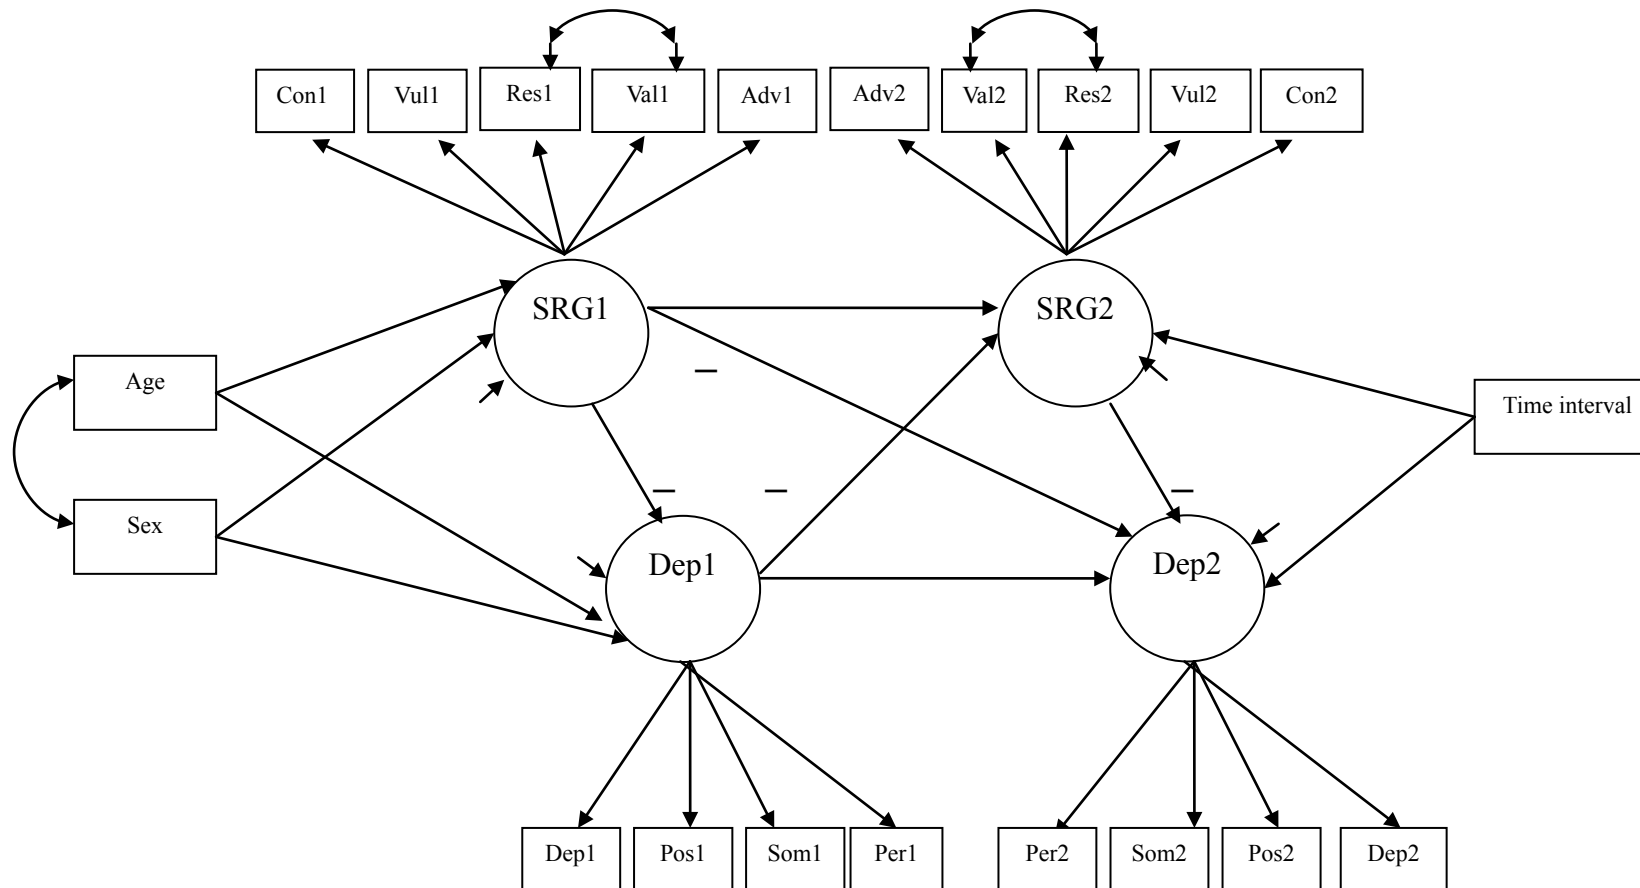 Con1
Vul1
Res1
Val1
Adv1
Adv2
Val2
Res2
Vul2
Con2
SRG1
SRG2
Age
Time interval
–
–
–
–
Sex
Dep1
Dep2
Dep1
Pos1
Som1
Per1
Per2
Som2
Pos2
Dep2